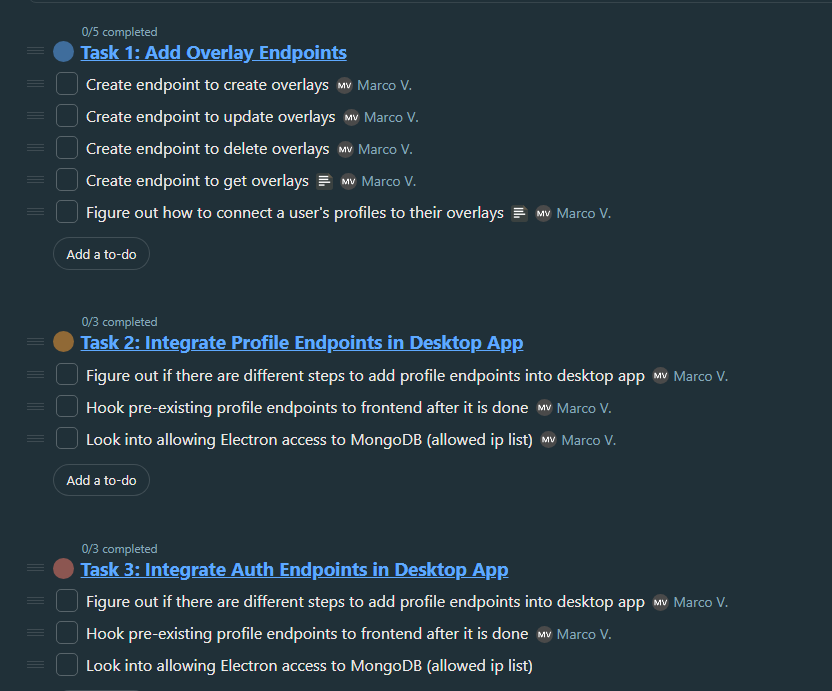 0/5 completed
Task 1: Add Overlay Endpoints
Create endpoint to create overlays MV Marco V.
Create endpoint to update overlays MV Marco V.
Create endpoint to delete overlays MV Marco V.
Create endpoint to get overlays MV Marco V.
Figure out how to connect a user's profiles to their overlays MV Marco V.
Add a to-do
0/3 completed
Task 2: Integrate Profile Endpoints in Desktop App
Figure out if there are different steps to add profile endpoints into desktop app MV Marco V.
Hook pre-existing profile endpoints to frontend after it is done MV Marco V.
Look into allowing Electron access to MongoDB (allowed ip list) MV Marco V.
Add a to-do
0/3 completed
Task 3: Integrate Auth Endpoints in Desktop App
Figure out if there are different steps to add profile endpoints into desktop app MV Marco V.
Hook pre-existing profile endpoints to frontend after it is done MV Marco V.
Look into allowing Electron access to MongoDB (allowed ip list)